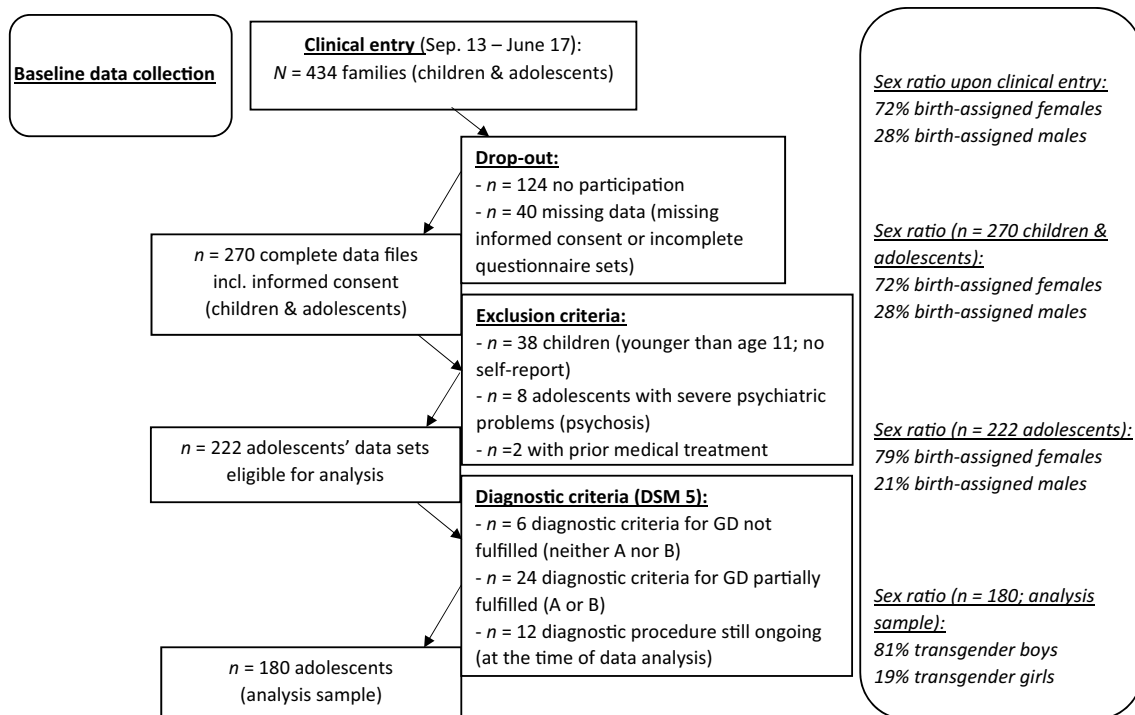 Baseline data collection
Clinical entry (Sep. 13 – June 17):
N = 434 families (children & adolescents)
Drop-out:
- n = 124 no participation
- n = 40 missing data (missing
informed consent or incomplete
questionnaire sets)
n = 270 complete data files
incl. informed consent
(children & adolescents)
Exclusion criteria:
- n = 38 children (younger than age 11; no
self-report)
- n = 8 adolescents with severe psychiatric
problems (psychosis)
- n =2 with prior medical treatment
n = 222 adolescents’ data sets
eligible for analysis
Diagnostic criteria (DSM 5):
- n = 6 diagnostic criteria for GD not
fulfilled (neither A nor B)
- n = 24 diagnostic criteria for GD partially
fulfilled (A or B)
- n = 12 diagnostic procedure still ongoing
(at the time of data analysis)
n = 180 adolescents
(analysis sample)
Sex ratio upon clinical entry:
72% birth-assigned females
28% birth-assigned males
Sex ratio (n = 270 children &
adolescents):
72% birth-assigned females
28% birth-assigned males
Sex ratio (n = 222 adolescents):
79% birth-assigned females
21% birth-assigned males
Sex ratio (n = 180; analysis
sample):
81% transgender boys
19% transgender girls